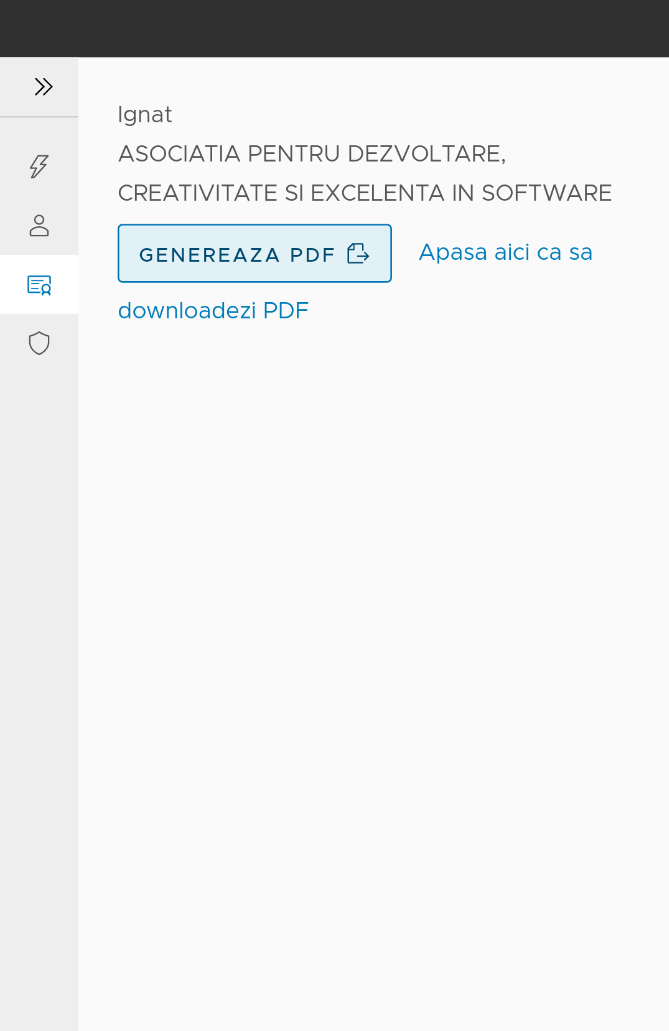 Ignat
ASOCIATIA PENTRU DEZVOLTARE,
CREATIVITATE SI EXCELENTA IN SOFTWARE
GENEREAZA PDF Apasa aici ca sa
downloadezi PDF